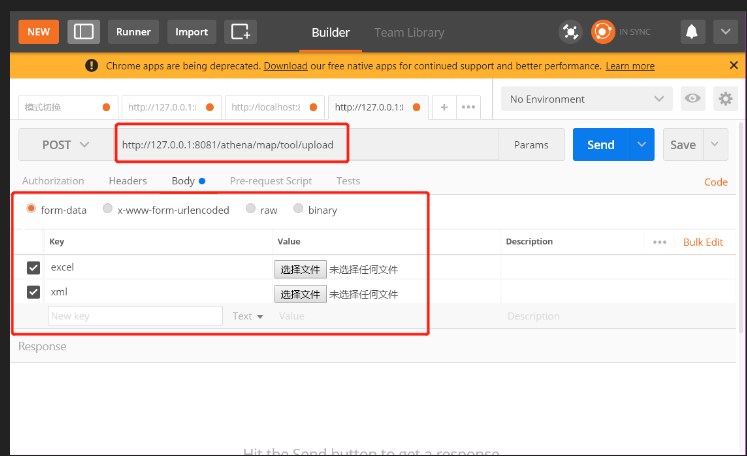 NEW Runner Import Builder Team Library IN SYNC
Chrome apps are being deprecated. Download our free native apps for continued support and better performance. Learn more
模式切换 http://127.0.0.1: http://localhost: http://127.0.0.1: No Environment
POST http://127.0.0.1:8081/athena/map/tool/upload Params Send Save
Authorization Headers Body Pre-request Script Tests Code
form-data x-www-form-urlencoded raw binary
Key Value Description Bulk Edit
excel 选择文件 未选择任何文件
xml 选择文件 未选择任何文件
New key Text Value Description
Response
Hit the Send button to get a response